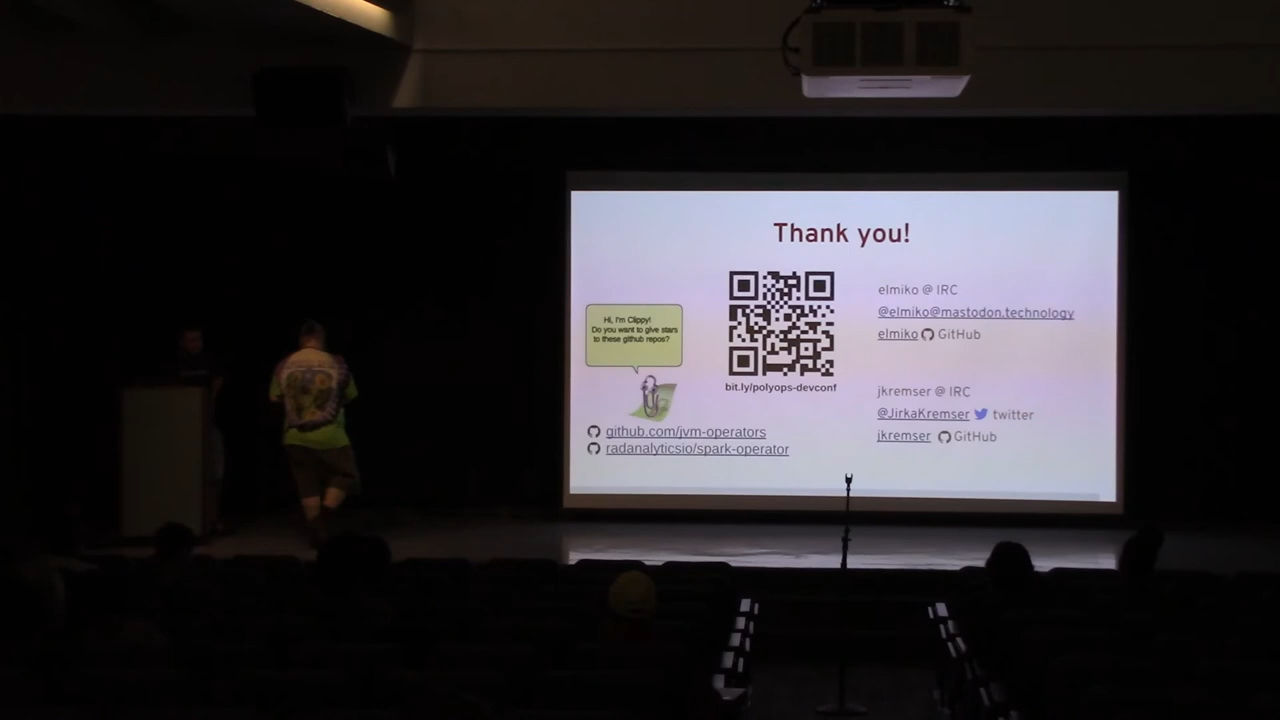 Thank you!
Hi, I'm Clippy!
Do you want to give stars
to these github repos?
bit.ly/polyops-devconf
github.com/jvm-operators
radanalyticsio/spark-operator
elmiko @ IRC
@elmiko@mastodon.technology
elmiko GitHub
jkremser @ IRC
@JirkaKremser twitter
jkremser GitHub